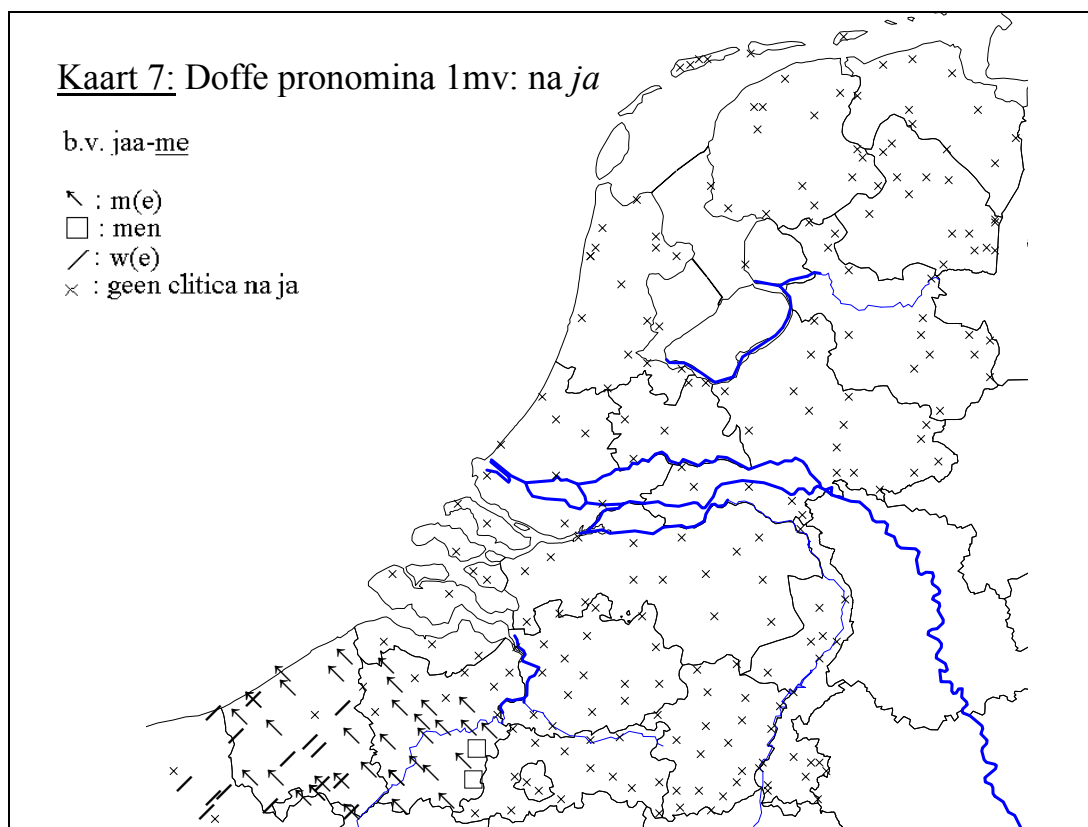 Kaart 7: Doffe pronomina 1mv: na ja
b.v. jaa-me
: m(e)
: men
: w(e)
: geen clitica na ja